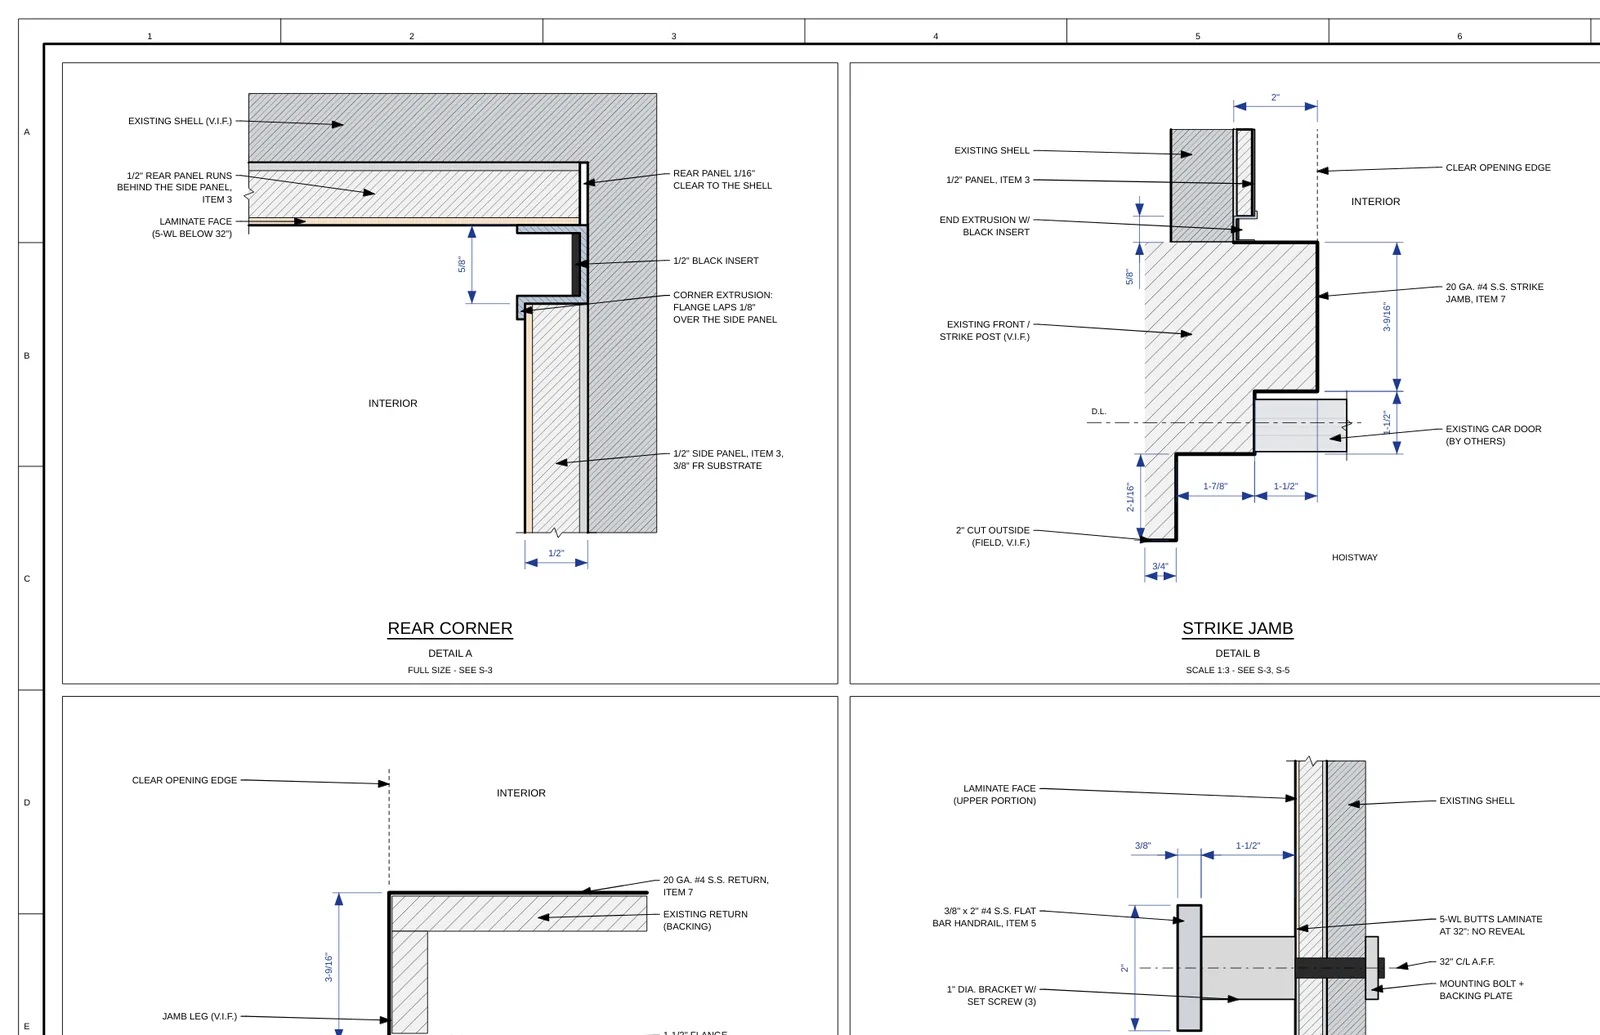 1 2 3 4 5 6
A
B
C
D
E
EXISTING SHELL (V.I.F.)
1/2" REAR PANEL RUNS
BEHIND THE SIDE PANEL,
ITEM 3
LAMINATE FACE
(5-WL BELOW 32")
REAR PANEL 1/16"
CLEAR TO THE SHELL
5/8"
1/2" BLACK INSERT
CORNER EXTRUSION:
FLANGE LAPS 1/8"
OVER THE SIDE PANEL
INTERIOR
1/2" SIDE PANEL, ITEM 3,
3/8" FR SUBSTRATE
1/2"
REAR CORNER
DETAIL A
FULL SIZE - SEE S-3
2"
EXISTING SHELL
1/2" PANEL, ITEM 3
END EXTRUSION W/
BLACK INSERT
5/8"
CLEAR OPENING EDGE
INTERIOR
20 GA. #4 S.S. STRIKE
JAMB, ITEM 7
3-9/16"
EXISTING FRONT /
STRIKE POST (V.I.F.)
D.L.
1-1/2"
EXISTING CAR DOOR
(BY OTHERS)
2-1/16"
1-7/8"
1-1/2"
2" CUT OUTSIDE
(FIELD, V.I.F.)
3/4"
HOISTWAY
STRIKE JAMB
DETAIL B
SCALE 1:3 - SEE S-3, S-5
CLEAR OPENING EDGE
INTERIOR
20 GA. #4 S.S. RETURN,
ITEM 7
EXISTING RETURN
(BACKING)
3-9/16"
JAMB LEG (V.I.F.)
1-1/2" FLANGE
LAMINATE FACE
(UPPER PORTION)
EXISTING SHELL
3/8"
1-1/2"
3/8" x 2" #4 S.S. FLAT
BAR HANDRAIL, ITEM 5
5-WL BUTTS LAMINATE
AT 32": NO REVEAL
2"
32" C/L A.F.F.
1" DIA. BRACKET W/
SET SCREW (3)
MOUNTING BOLT +
BACKING PLATE